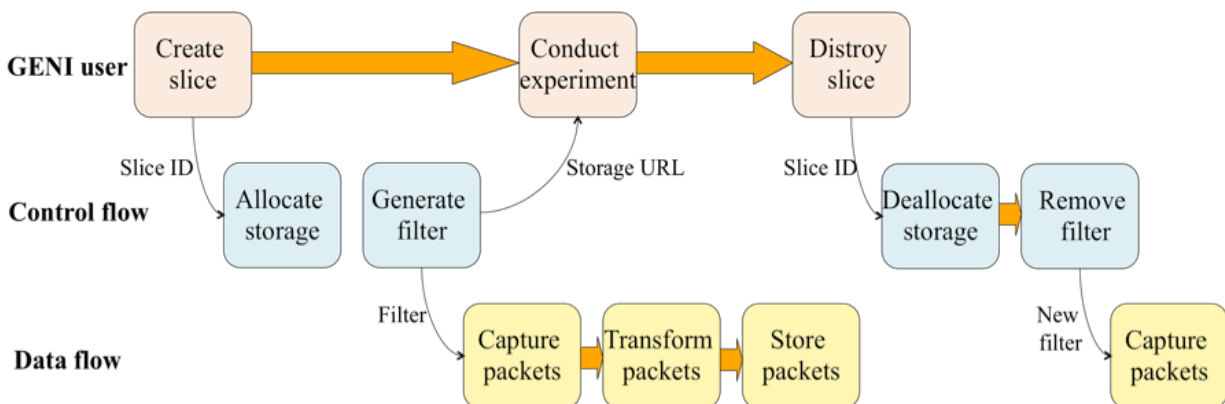 GENI user
Create
slice
Conduct
experiment
Distroy
slice
Slice ID
Storage URL
Slice ID
Control flow
Allocate
storage
Generate
filter
Deallocate
storage
Remove
filter
Filter
New
filter
Data flow
Capture
packets
Transform
packets
Store
packets
Capture
packets